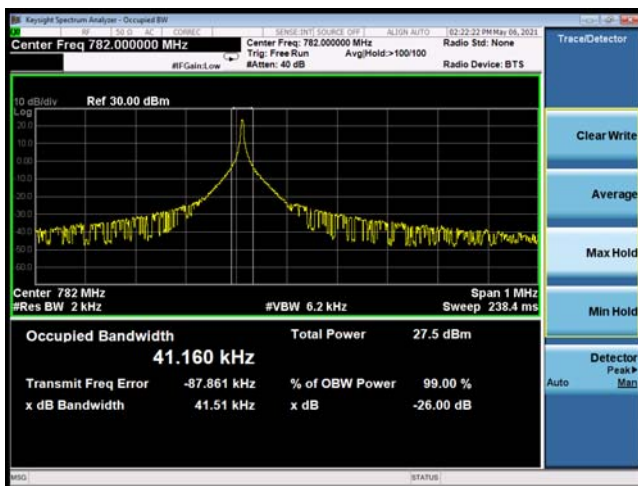 Keysight Spectrum Analyzer - Occupied BW
RF 50 Ω AC CORREC SENSE:INT SOURCE OFF ALIGN AUTO 02:22:22 PM May 06, 2021
Center Freq 782.000000 MHz
Center Freq: 782.000000 MHz Radio Std: None
Trig: Free Run Avg|Hold:>100/100
#IFGain:Low #Atten: 40 dB Radio Device: BTS
Trace/Detector
10 dB/div Ref 30.00 dBm
Log
20.0
10.0
0.00
10.0
20.0
30.0
40.0
50.0
60.0
Center 782 MHz Span 1 MHz
#Res BW 2 kHz #VBW 6.2 kHz Sweep 238.4 ms
Occupied Bandwidth Total Power 27.5 dBm
41.160 kHz
Transmit Freq Error -87.861 kHz % of OBW Power 99.00 %
x dB Bandwidth 41.51 kHz x dB -26.00 dB
Clear Write
Average
Max Hold
Min Hold
Detector
Peak▶
Auto Man
MSG STATUS